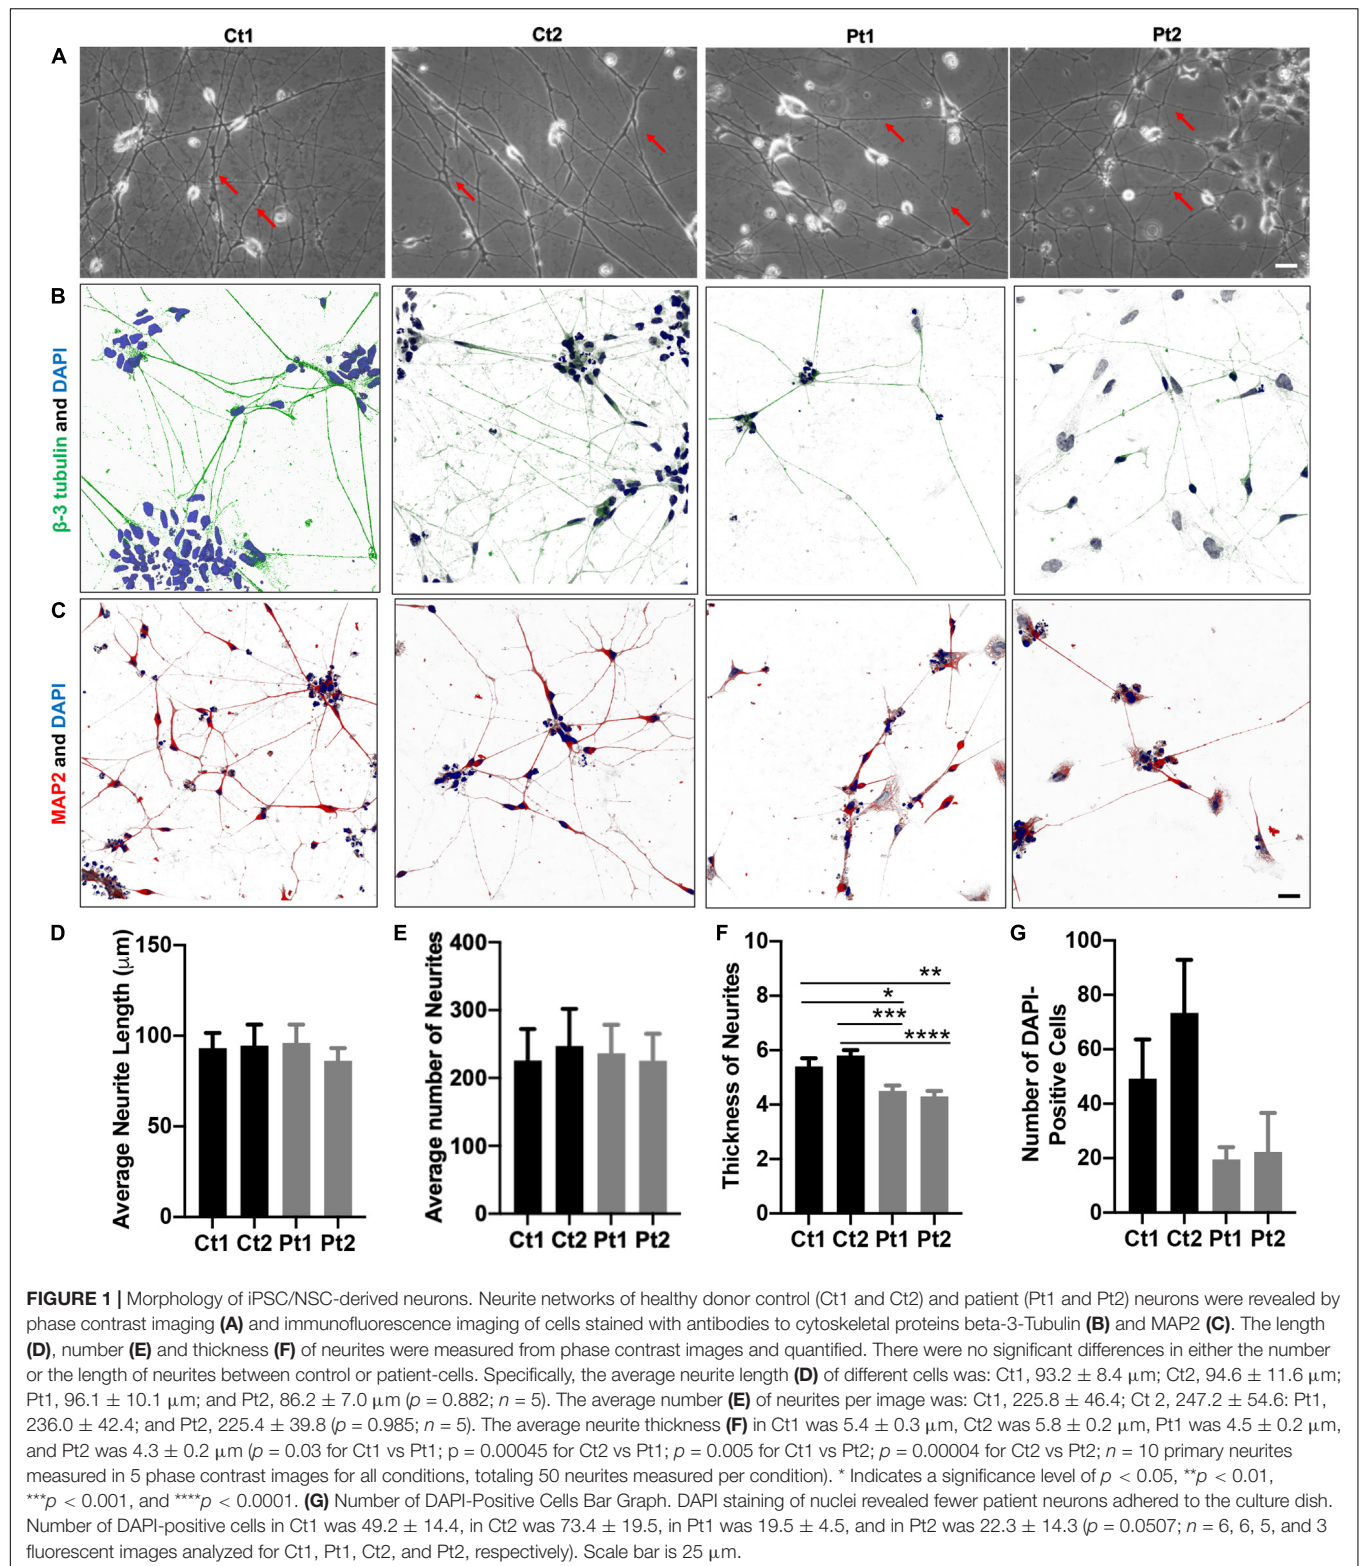 Ct1 Ct2 Pt1 Pt2
A
B
β-3 tubulin and DAPI
C
MAP2 and DAPI
D
Average Neurite Length (μm)
150
100
50
0
Ct1 Ct2 Pt1 Pt2
E
Average number of Neurites
400
300
200
100
0
Ct1 Ct2 Pt1 Pt2
F
Thickness of Neurites
10
8
6
4
2
0
**
*
***
****
Ct1 Ct2 Pt1 Pt2
G
Number of DAPI-
Positive Cells
100
80
60
40
20
0
Ct1 Ct2 Pt1 Pt2
FIGURE 1 | Morphology of iPSC/NSC-derived neurons. Neurite networks of healthy donor control (Ct1 and Ct2) and patient (Pt1 and Pt2) neurons were revealed by
phase contrast imaging (A) and immunofluorescence imaging of cells stained with antibodies to cytoskeletal proteins beta-3-Tubulin (B) and MAP2 (C). The length
(D), number (E) and thickness (F) of neurites were measured from phase contrast images and quantified. There were no significant differences in either the number
or the length of neurites between control or patient-cells. Specifically, the average neurite length (D) of different cells was: Ct1, 93.2 ± 8.4 μm; Ct2, 94.6 ± 11.6 μm;
Pt1, 96.1 ± 10.1 μm; and Pt2, 86.2 ± 7.0 μm (p = 0.882; n = 5). The average number (E) of neurites per image was: Ct1, 225.8 ± 46.4; Ct 2, 247.2 ± 54.6: Pt1,
236.0 ± 42.4; and Pt2, 225.4 ± 39.8 (p = 0.985; n = 5). The average neurite thickness (F) in Ct1 was 5.4 ± 0.3 μm, Ct2 was 5.8 ± 0.2 μm, Pt1 was 4.5 ± 0.2 μm,
and Pt2 was 4.3 ± 0.2 μm (p = 0.03 for Ct1 vs Pt1; p = 0.00045 for Ct2 vs Pt1; p = 0.005 for Ct1 vs Pt2; p = 0.00004 for Ct2 vs Pt2; n = 10 primary neurites
measured in 5 phase contrast images for all conditions, totaling 50 neurites measured per condition). * Indicates a significance level of p < 0.05, **p < 0.01,
***p < 0.001, and ****p < 0.0001. (G) Number of DAPI-Positive Cells Bar Graph. DAPI staining of nuclei revealed fewer patient neurons adhered to the culture dish.
Number of DAPI-positive cells in Ct1 was 49.2 ± 14.4, in Ct2 was 73.4 ± 19.5, in Pt1 was 19.5 ± 4.5, and in Pt2 was 22.3 ± 14.3 (p = 0.0507; n = 6, 6, 5, and 3
fluorescent images analyzed for Ct1, Pt1, Ct2, and Pt2, respectively). Scale bar is 25 μm.